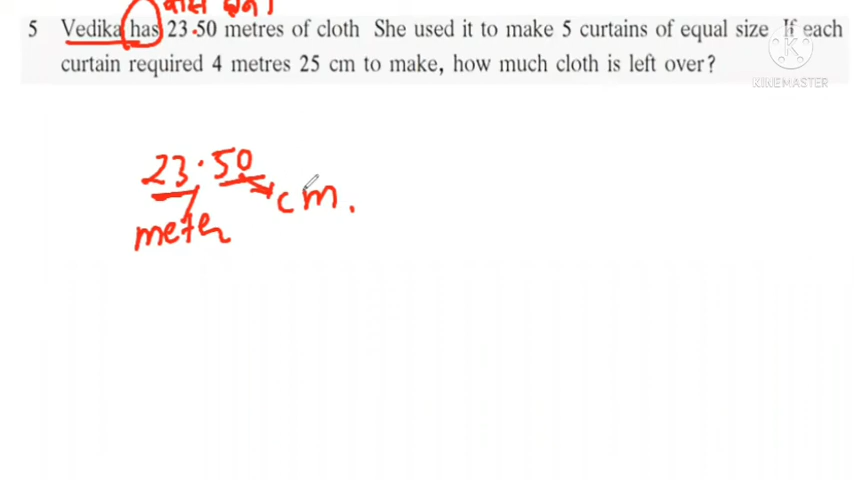 5 Vedika has 23.50 metres of cloth She used it to make 5 curtains of equal size If each
curtain required 4 metres 25 cm to make, how much cloth is left over?
KINEMASTER
23.50
cm.
meter